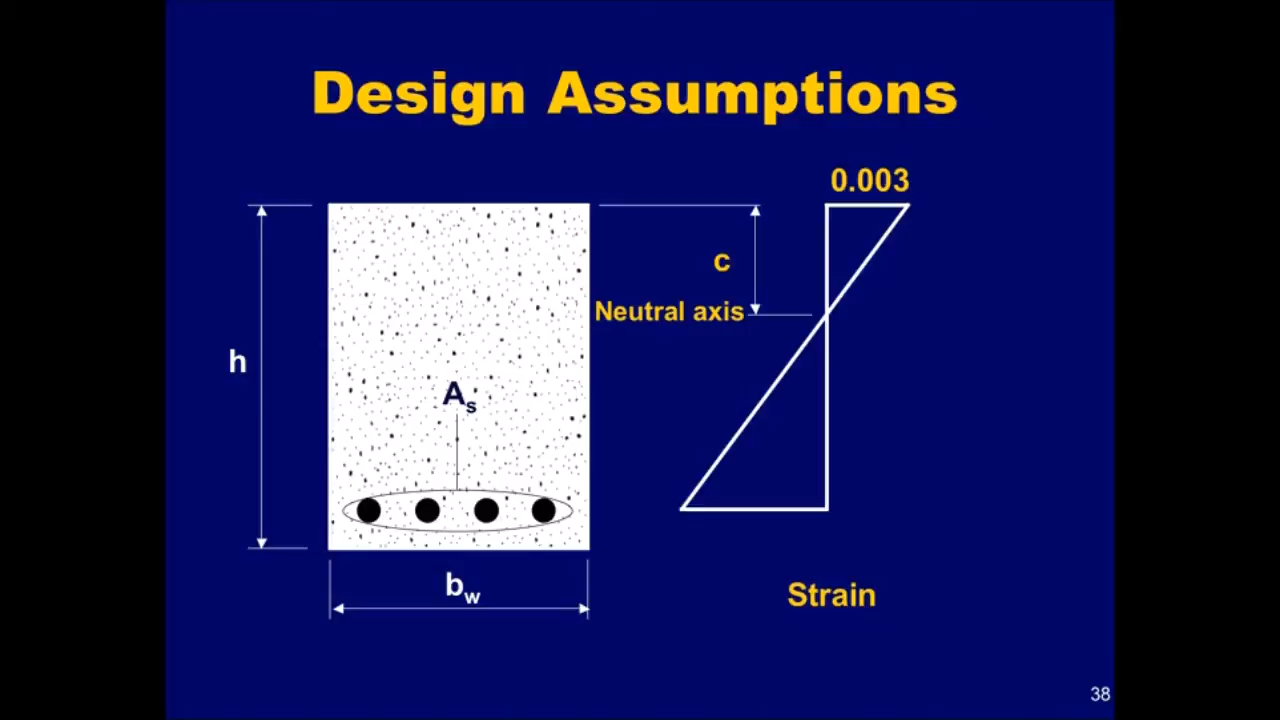 Design Assumptions
0.003
c
Neutral axis
h
As
bw
Strain
38